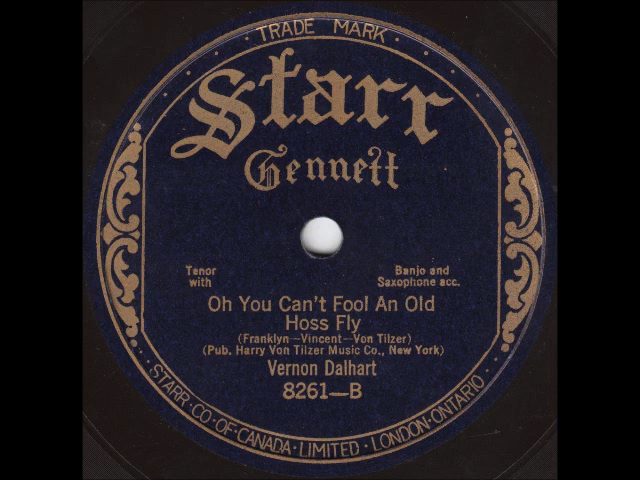 · TRADE MARK ·
Starr
Gennett
Tenor
with
Banjo and
Saxophone acc.
Oh You Can't Fool An Old
Hoss Fly
(Franklyn—Vincent—Von Tilzer)
(Pub. Harry Von Tilzer Music Co., New York)
Vernon Dalhart
8261—B
· STARR · CO · OF · CANADA · LIMITED · LONDON · ONTARIO ·